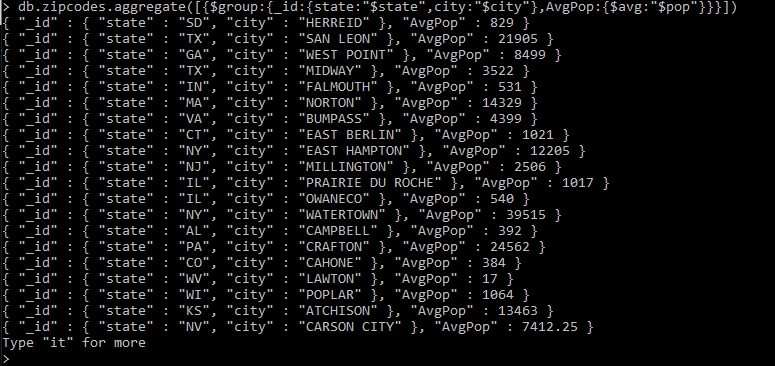 > db.zipcodes.aggregate([{$group:{_id:{state:"$state",city:"$city"},AvgPop:{$avg:"$pop"}}}])
{ "_id" : { "state" : "SD", "city" : "HERREID" }, "AvgPop" : 829 }
{ "_id" : { "state" : "TX", "city" : "SAN LEON" }, "AvgPop" : 21905 }
{ "_id" : { "state" : "GA", "city" : "WEST POINT" }, "AvgPop" : 8499 }
{ "_id" : { "state" : "TX", "city" : "MIDWAY" }, "AvgPop" : 3522 }
{ "_id" : { "state" : "IN", "city" : "FALMOUTH" }, "AvgPop" : 531 }
{ "_id" : { "state" : "MA", "city" : "NORTON" }, "AvgPop" : 14329 }
{ "_id" : { "state" : "VA", "city" : "BUMPASS" }, "AvgPop" : 4399 }
{ "_id" : { "state" : "CT", "city" : "EAST BERLIN" }, "AvgPop" : 1021 }
{ "_id" : { "state" : "NY", "city" : "EAST HAMPTON" }, "AvgPop" : 12205 }
{ "_id" : { "state" : "NJ", "city" : "MILLINGTON" }, "AvgPop" : 2506 }
{ "_id" : { "state" : "IL", "city" : "PRAIRIE DU ROCHE" }, "AvgPop" : 1017 }
{ "_id" : { "state" : "IL", "city" : "OWANECO" }, "AvgPop" : 540 }
{ "_id" : { "state" : "NY", "city" : "WATERTOWN" }, "AvgPop" : 39515 }
{ "_id" : { "state" : "AL", "city" : "CAMPBELL" }, "AvgPop" : 392 }
{ "_id" : { "state" : "PA", "city" : "CRAFTON" }, "AvgPop" : 24562 }
{ "_id" : { "state" : "CO", "city" : "CAHONE" }, "AvgPop" : 384 }
{ "_id" : { "state" : "WV", "city" : "LAWTON" }, "AvgPop" : 17 }
{ "_id" : { "state" : "WI", "city" : "POPLAR" }, "AvgPop" : 1064 }
{ "_id" : { "state" : "KS", "city" : "ATCHISON" }, "AvgPop" : 13463 }
{ "_id" : { "state" : "NV", "city" : "CARSON CITY" }, "AvgPop" : 7412.25 }
Type "it" for more
>